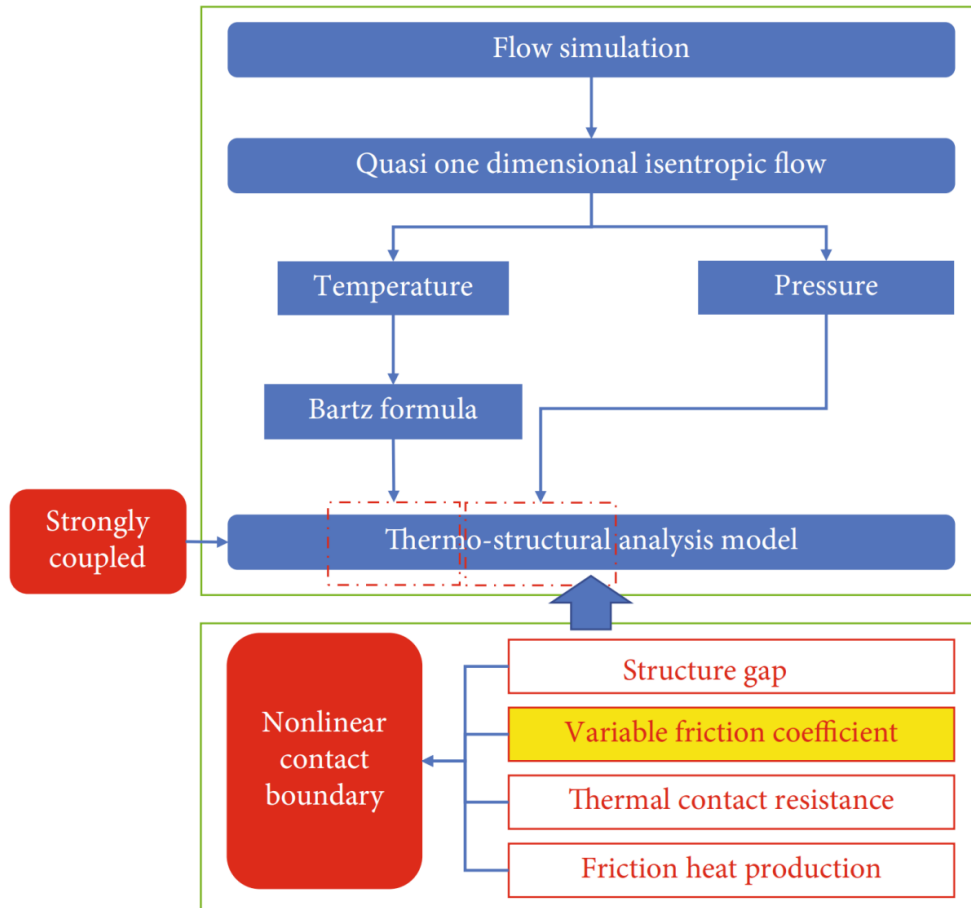 Flow simulation
Quasi one dimensional isentropic flow
Temperature
Pressure
Bartz formula
Strongly
coupled
Thermo-structural analysis model
Nonlinear
contact
boundary
Structure gap
Variable friction coefficient
Thermal contact resistance
Friction heat production